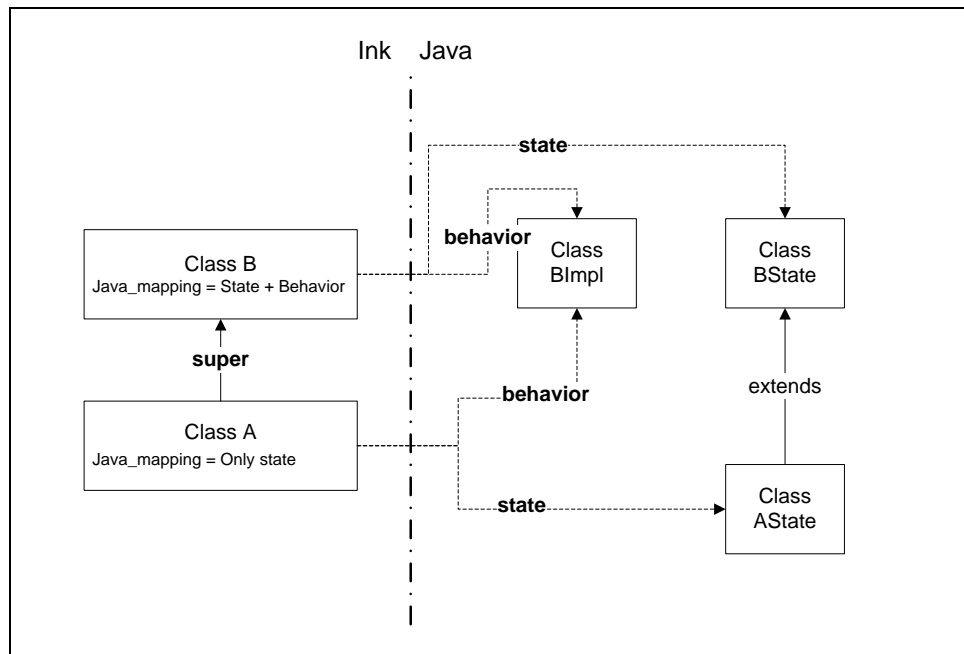 Ink Java
state
behavior
Class
BImpl
Class
BState
Class B
Java_mapping = State + Behavior
super
behavior
extends
Class A
Java_mapping = Only state
state
Class
AState